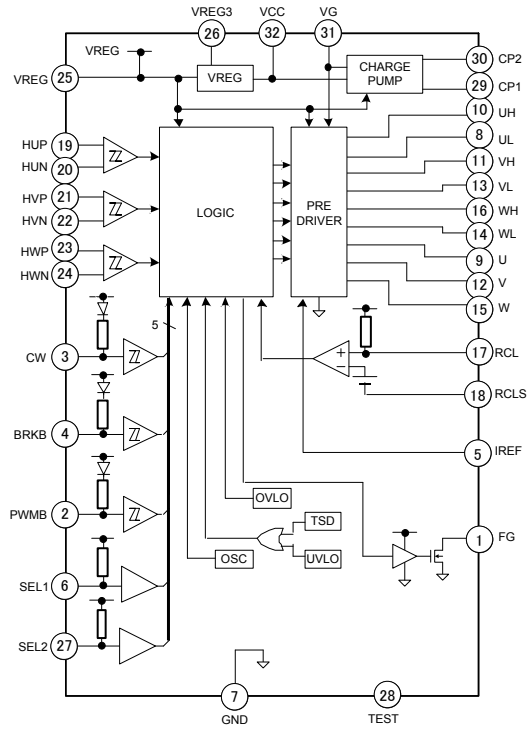 VREG3 VCC VG
VREG 26 32 31
VREG 25 VREG CHARGE PUMP 30 CP2
29 CP1
10 UH
HUP 19 8 UL
HUN 20 11 VH
HVP 21 LOGIC PRE DRIVER 13 VL
HVN 22 16 WH
HWP 23 14 WL
HWN 24 9 U
12 V
15 W
5
CW 3 + 17 RCL
− 18 RCLS
BRKB 4 5 IREF
PWMB 2 OVLO TSD 1 FG
SEL1 6 OSC UVLO
SEL2 27
7 28
GND TEST